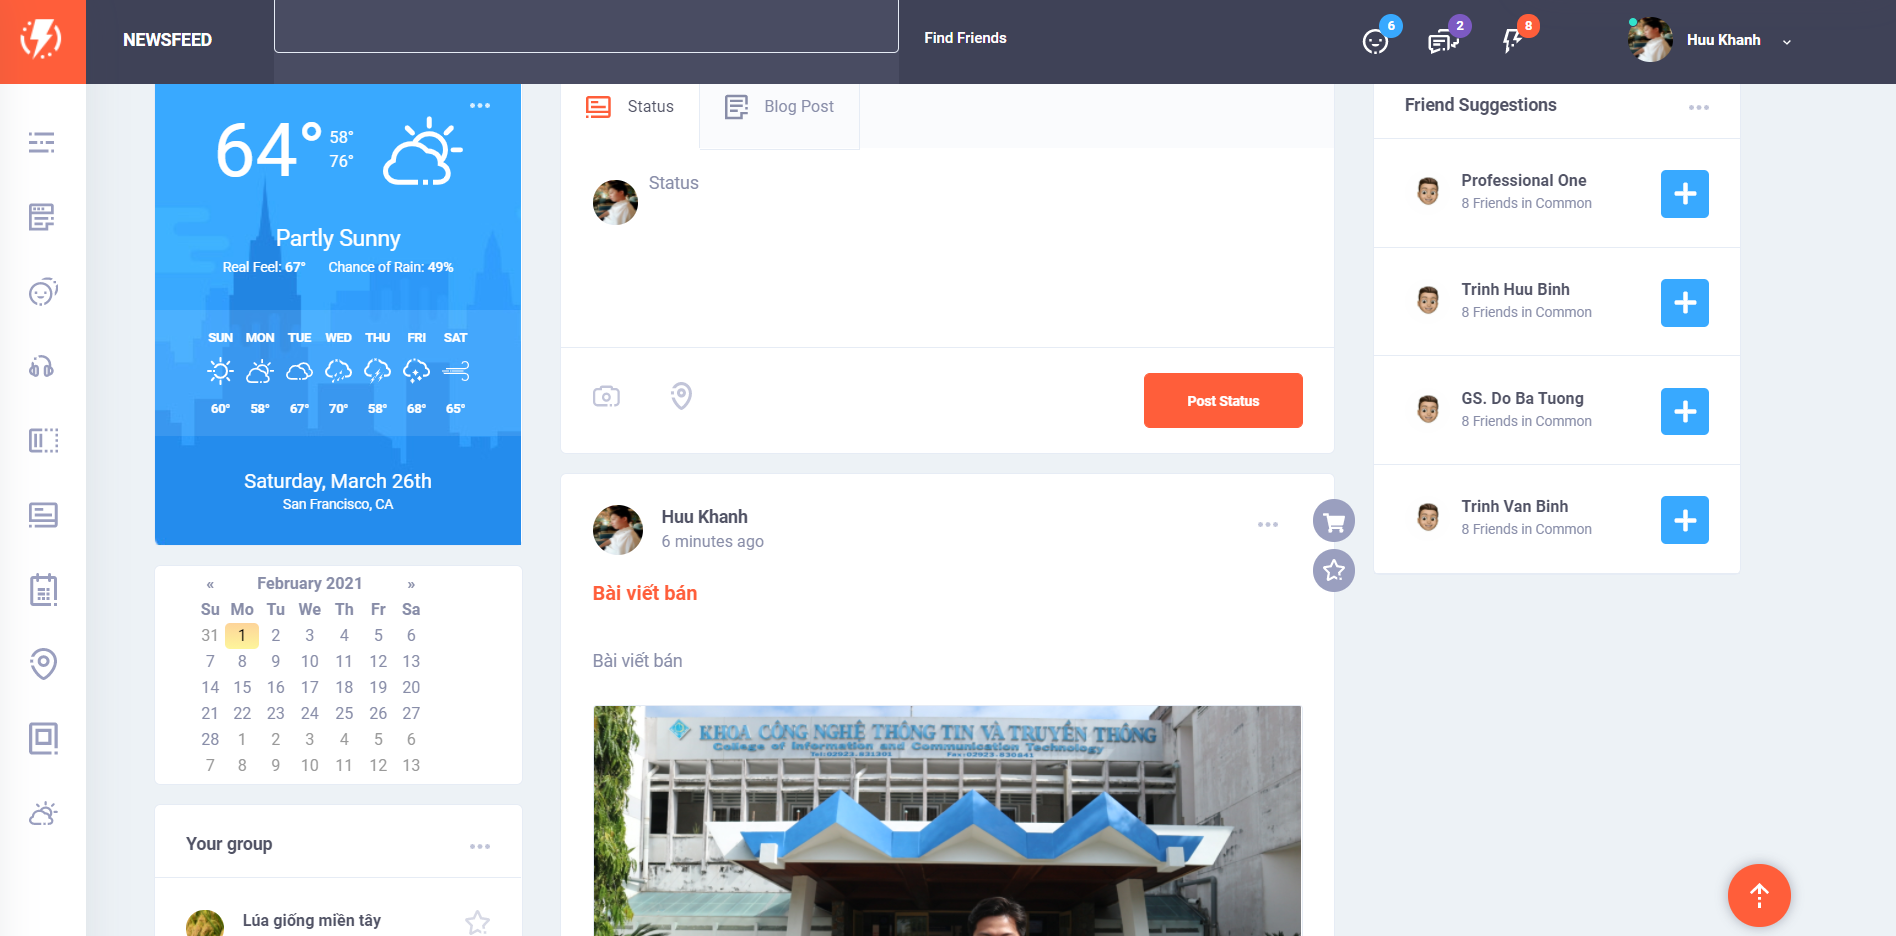 NEWSFEED
Find Friends
6
2
8
Huu Khanh
64°
58°
76°
Partly Sunny
Real Feel: 67° Chance of Rain: 49%
SUN MON TUE WED THU FRI SAT
60° 58° 67° 70° 58° 68° 65°
Saturday, March 26th
San Francisco, CA
« February 2021 »
Su Mo Tu We Th Fr Sa
31 1 2 3 4 5 6
7 8 9 10 11 12 13
14 15 16 17 18 19 20
21 22 23 24 25 26 27
28 1 2 3 4 5 6
7 8 9 10 11 12 13
Your group
Lúa giống miền tây
Status
Blog Post
Status
Post Status
Huu Khanh
6 minutes ago
Bài viết bán
Bài viết bán
KHOA CÔNG NGHỆ THÔNG TIN VÀ TRUYỀN THÔNG
College of Information and Communication Technology
Tel:02923.831301 Fax:02923.830841
Friend Suggestions
Professional One
8 Friends in Common
Trinh Huu Binh
8 Friends in Common
GS. Do Ba Tuong
8 Friends in Common
Trinh Van Binh
8 Friends in Common